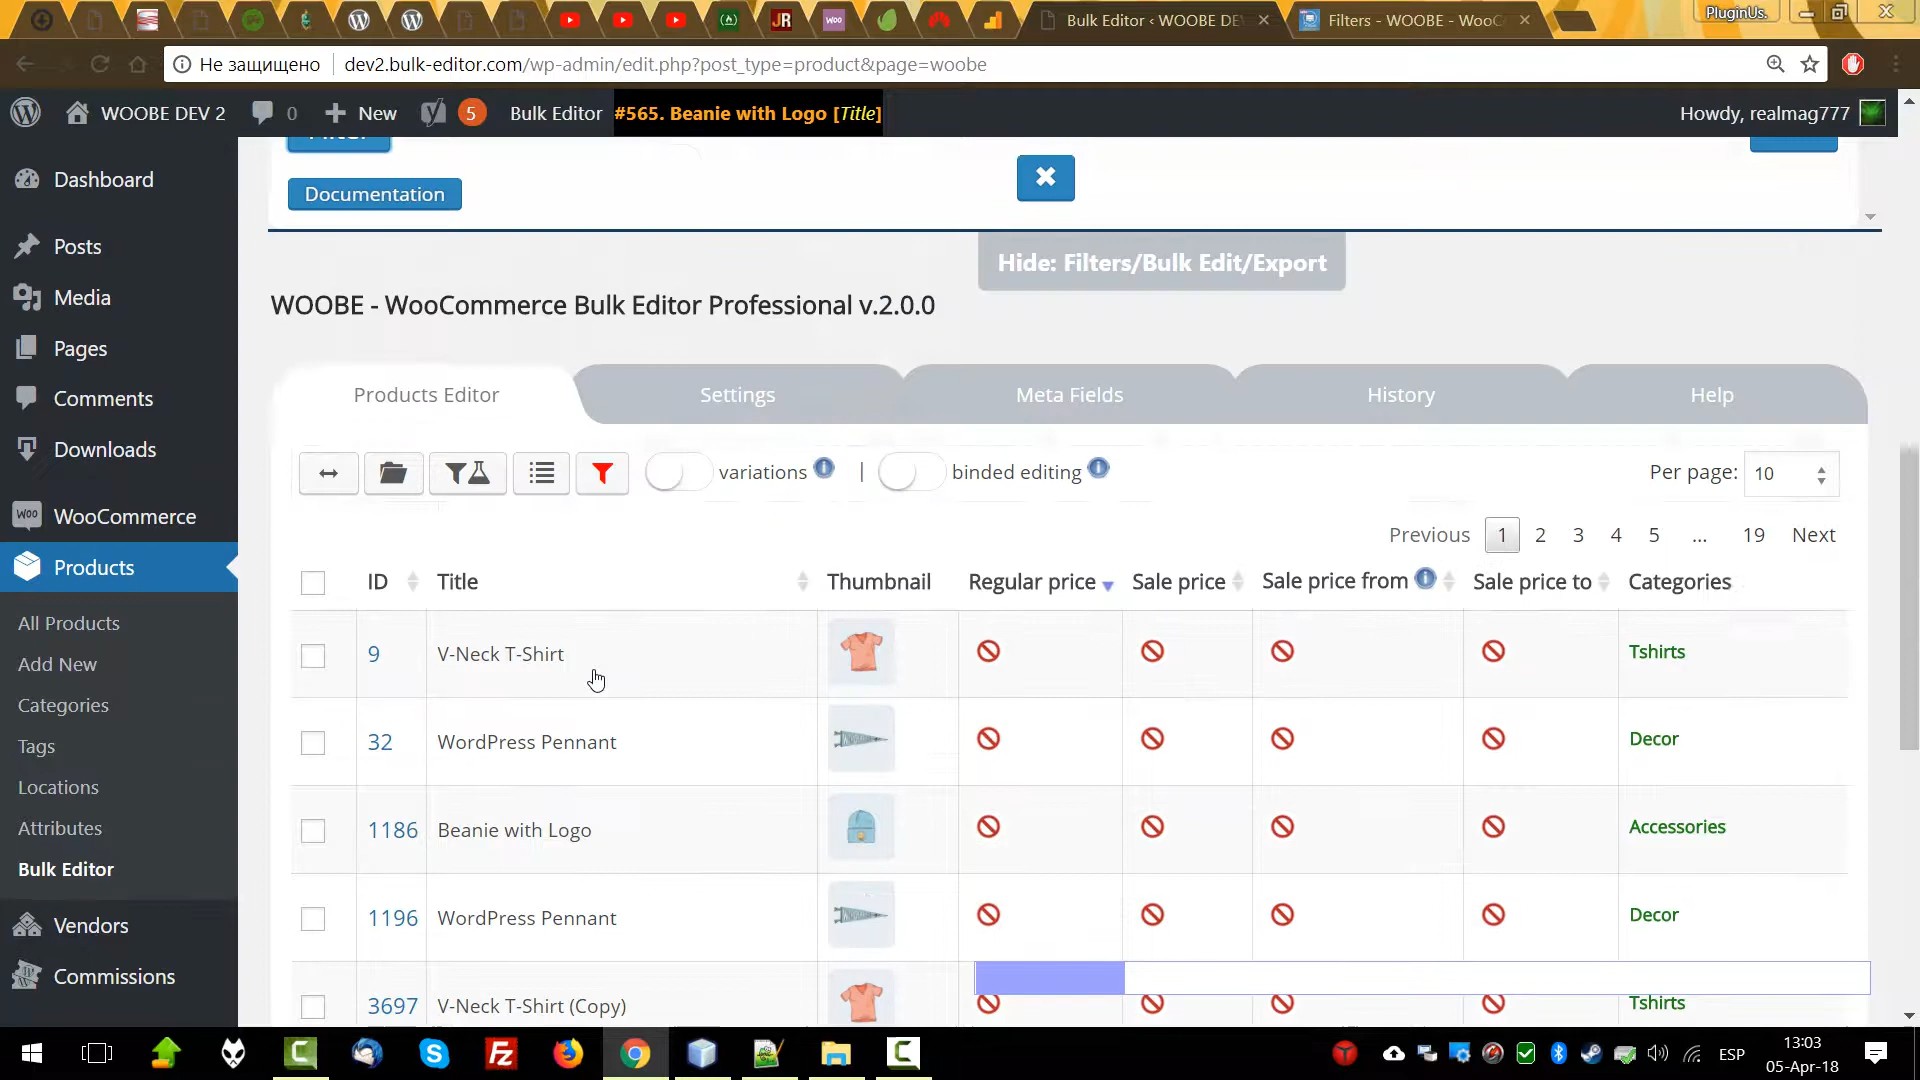 Bulk Editor ‹ WOOBE DE
Filters - WOOBE - WooC
PluginUs.
Не защищено
dev2.bulk-editor.com/wp-admin/edit.php?post_type=product&page=woobe
WOOBE DEV 2
0
New
5
Bulk Editor
#565. Beanie with Logo [Title]
Howdy, realmag777
Dashboard
Posts
Media
Pages
Comments
Downloads
WooCommerce
Products
All Products
Add New
Categories
Tags
Locations
Attributes
Bulk Editor
Vendors
Commissions
Filter
Documentation
Hide: Filters/Bulk Edit/Export
WOOBE - WooCommerce Bulk Editor Professional v.2.0.0
Products Editor
Settings
Meta Fields
History
Help
variations
|
binded editing
Per page:
10
Previous 1 2 3 4 5 ... 19 Next
ID Title Thumbnail Regular price Sale price Sale price from Sale price to Categories
9 V-Neck T-Shirt Tshirts
32 WordPress Pennant Decor
1186 Beanie with Logo Accessories
1196 WordPress Pennant Decor
3697 V-Neck T-Shirt (Copy) Tshirts
ESP
13:03
05-Apr-18